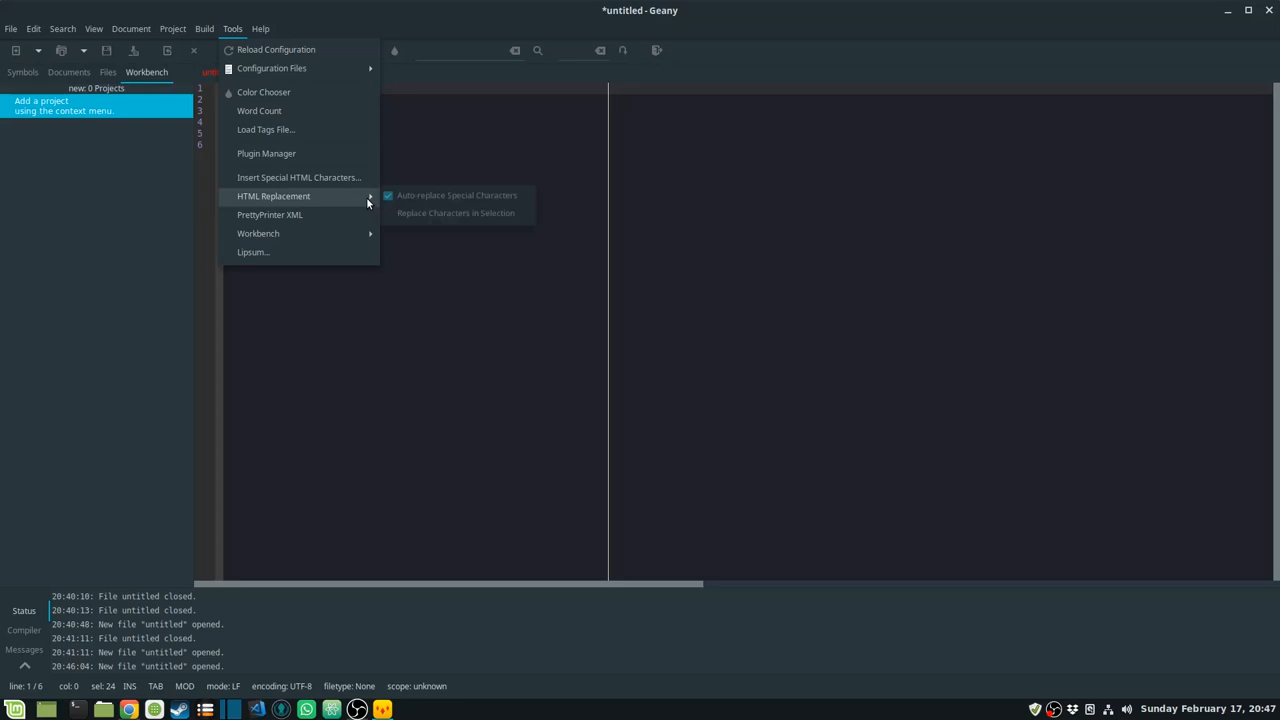 *untitled - Geany
File Edit Search View Document Project Build Tools Help
Symbols Documents Files Workbench
new: 0 Projects
Add a project
using the context menu.
1
2
3
4
5
6
Reload Configuration
Configuration Files
Color Chooser
Word Count
Load Tags File...
Plugin Manager
Insert Special HTML Characters...
HTML Replacement
PrettyPrinter XML
Workbench
Lipsum...
Auto-replace Special Characters
Replace Characters in Selection
Status
Compiler
Messages
20:40:10: File untitled closed.
20:40:13: File untitled closed.
20:40:48: New file "untitled" opened.
20:41:11: File untitled closed.
20:41:11: New file "untitled" opened.
20:46:04: New file "untitled" opened.
line: 1 / 6 col: 0 sel: 24 INS TAB MOD mode: LF encoding: UTF-8 filetype: None scope: unknown
Sunday February 17, 20:47